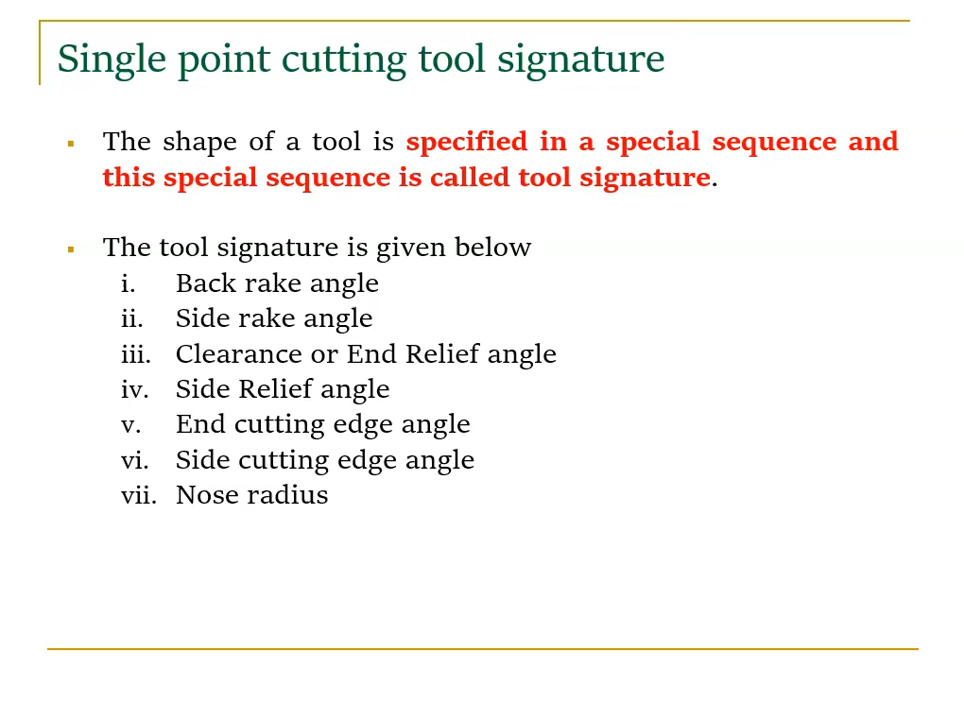 Single point cutting tool signature
▪ The shape of a tool is specified in a special sequence and
this special sequence is called tool signature.
▪ The tool signature is given below
i. Back rake angle
ii. Side rake angle
iii. Clearance or End Relief angle
iv. Side Relief angle
v. End cutting edge angle
vi. Side cutting edge angle
vii. Nose radius